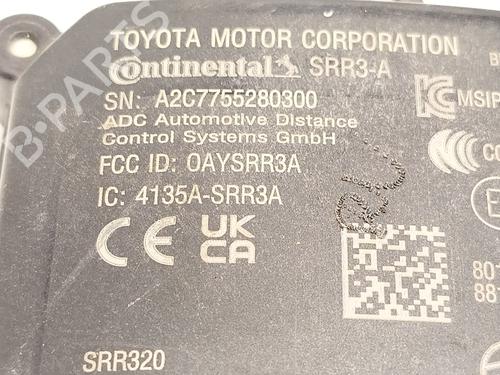 TOYOTA MOTOR CORPORATION
Continental SRR3-A
SN: A2C7755280300
ADC Automotive Distance
Control Systems GmbH
FCC ID: OAYSRR3A
IC: 4135A-SRR3A
CE UK CA
SRR320
MSIP